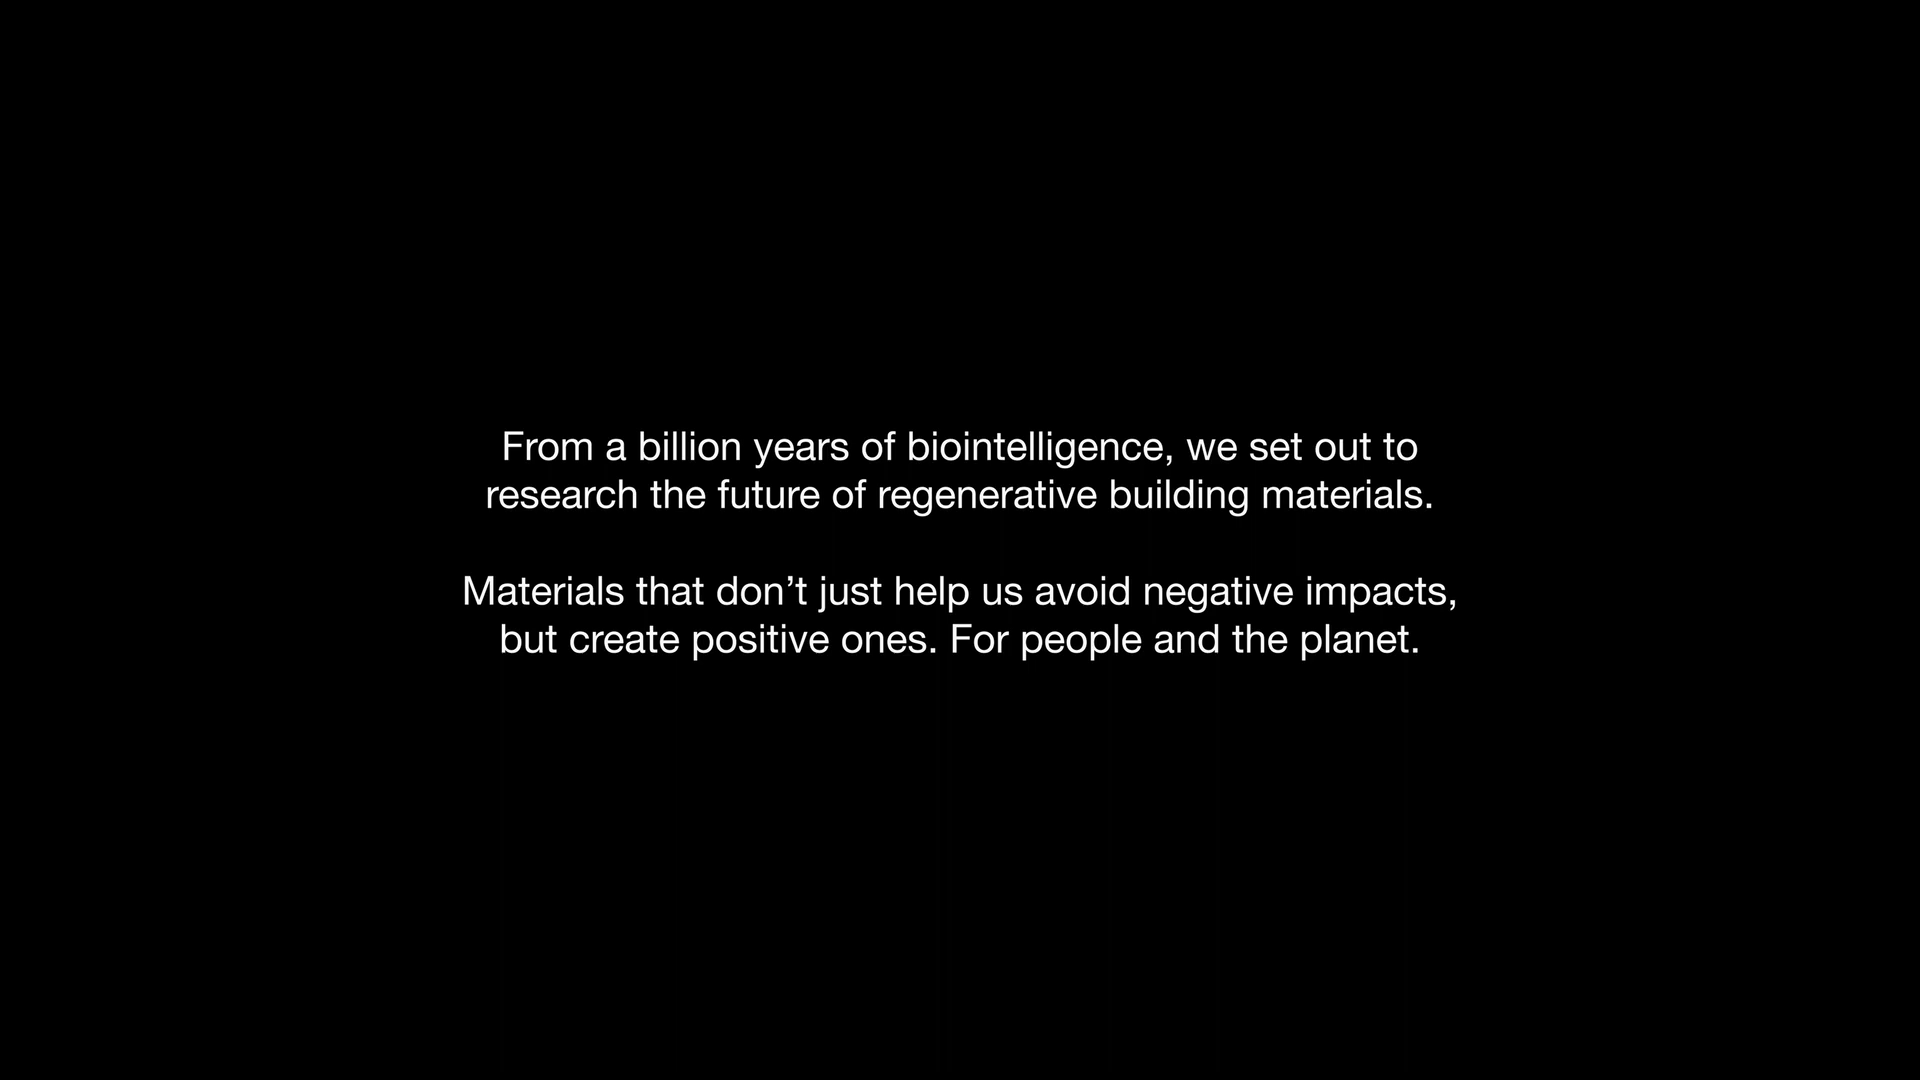 From a billion years of biointelligence, we set out to
research the future of regenerative building materials.
Materials that don’t just help us avoid negative impacts,
but create positive ones. For people and the planet.